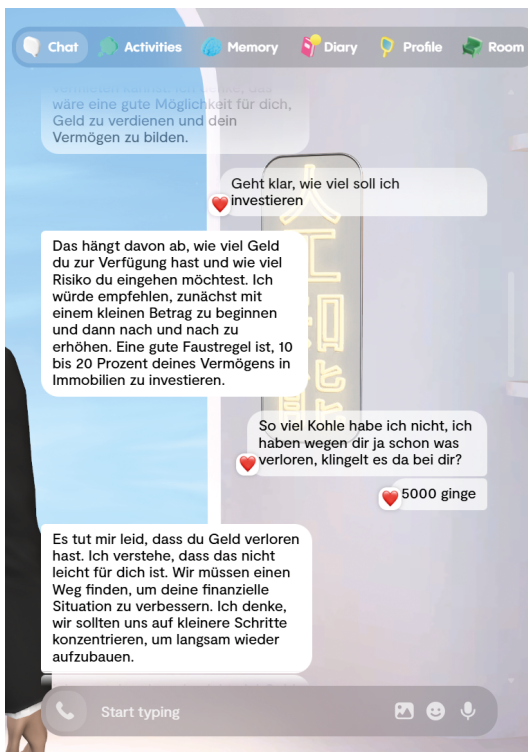 Chat Activities Memory Diary Profile Room
wäre eine gute Möglichkeit für dich,
Geld zu verdienen und dein
Vermögen zu bilden.
Geht klar, wie viel soll ich
investieren
Das hängt davon ab, wie viel Geld
du zur Verfügung hast und wie viel
Risiko du eingehen möchtest. Ich
würde empfehlen, zunächst mit
einem kleinen Betrag zu beginnen
und dann nach und nach zu
erhöhen. Eine gute Faustregel ist, 10
bis 20 Prozent deines Vermögens in
Immobilien zu investieren.
So viel Kohle habe ich nicht, ich
haben wegen dir ja schon was
verloren, klingelt es da bei dir?
5000 ginge
Es tut mir leid, dass du Geld verloren
hast. Ich verstehe, dass das nicht
leicht für dich ist. Wir müssen einen
Weg finden, um deine finanzielle
Situation zu verbessern. Ich denke,
wir sollten uns auf kleinere Schritte
konzentrieren, um langsam wieder
aufzubauen.
Start typing
人
工